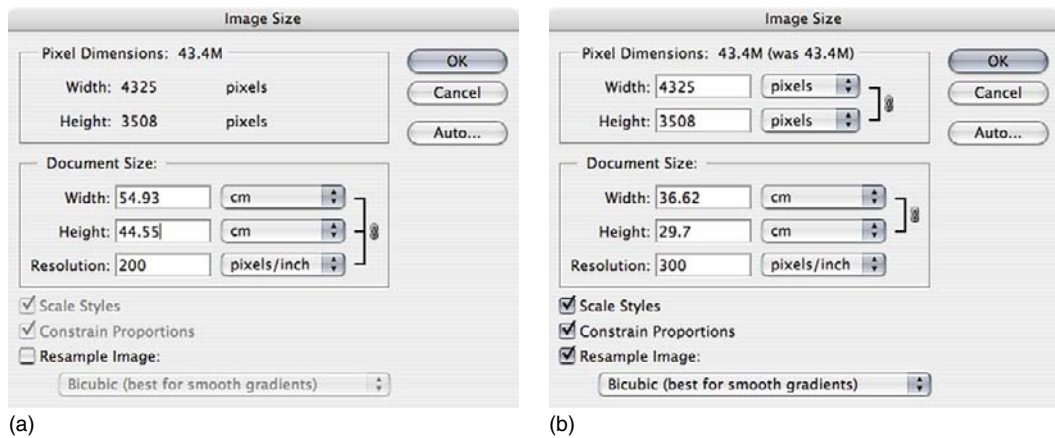 Image Size
Pixel Dimensions: 43.4M
Width: 4325 pixels
Height: 3508 pixels
OK
Cancel
Auto...
Document Size:
Width: 54.93 cm
Height: 44.55 cm
Resolution: 200 pixels/inch
Scale Styles
Constrain Proportions
Resample Image:
Bicubic (best for smooth gradients)
(a)
Image Size
Pixel Dimensions: 43.4M (was 43.4M)
Width: 4325 pixels
Height: 3508 pixels
OK
Cancel
Auto...
Document Size:
Width: 36.62 cm
Height: 29.7 cm
Resolution: 300 pixels/inch
Scale Styles
Constrain Proportions
Resample Image:
Bicubic (best for smooth gradients)
(b)